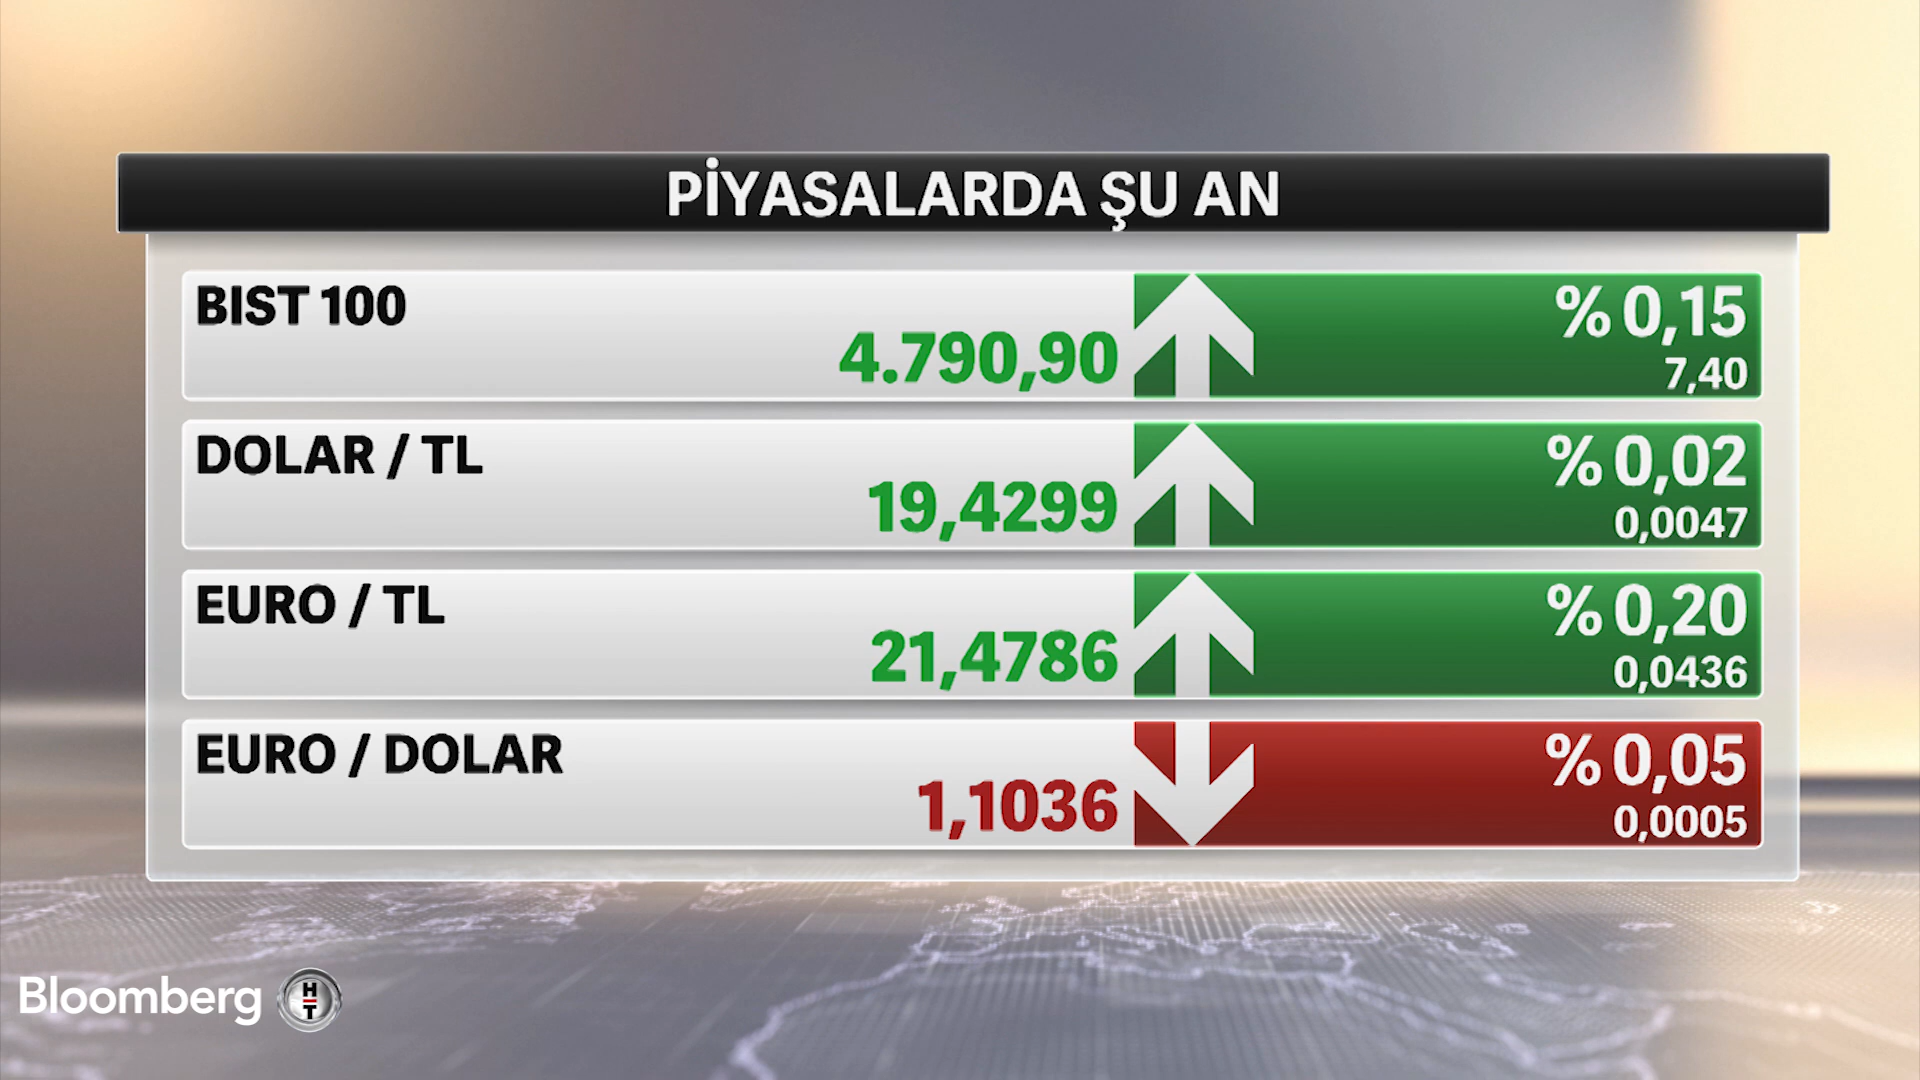 PİYASALARDA ŞU AN
BIST 100
4.790,90
% 0,15
7,40
DOLAR / TL
19,4299
% 0,02
0,0047
EURO / TL
21,4786
% 0,20
0,0436
EURO / DOLAR
1,1036
% 0,05
0,0005
Bloomberg HT